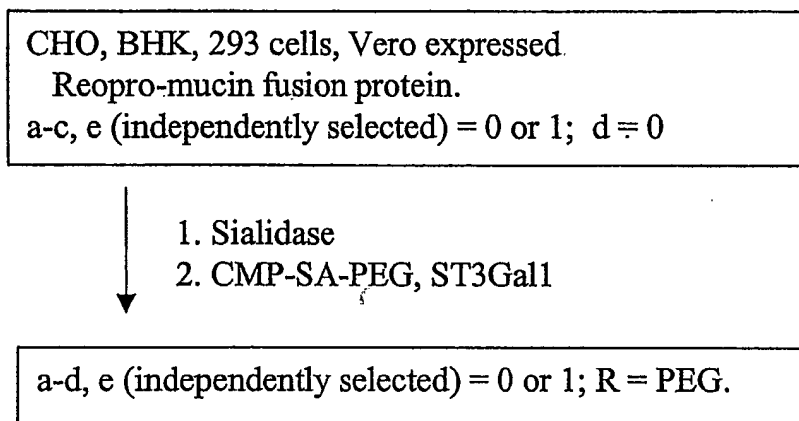 CHO, BHK, 293 cells, Vero expressed
Reopro-mucin fusion protein.
a-c, e (independently selected) = 0 or 1; d = 0
1. Sialidase
2. CMP-SA-PEG, ST3Gal1
a-d, e (independently selected) = 0 or 1; R = PEG.